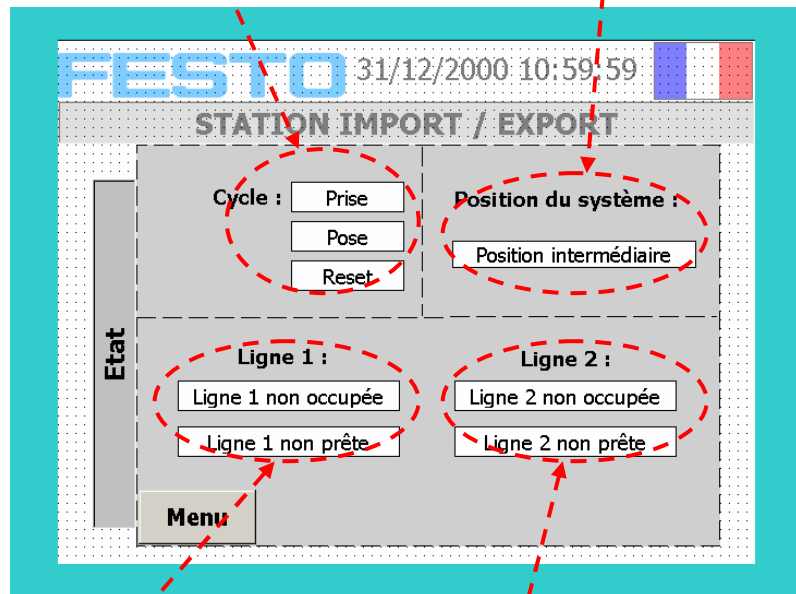 FESTO 31/12/2000 10:59:59
STATION IMPORT / EXPORT
Cycle : Prise
Pose
Reset
Position du système :
Position intermédiaire
Etat
Ligne 1 :
Ligne 1 non occupée
Ligne 1 non prête
Ligne 2 :
Ligne 2 non occupée
Ligne 2 non prête
Menu